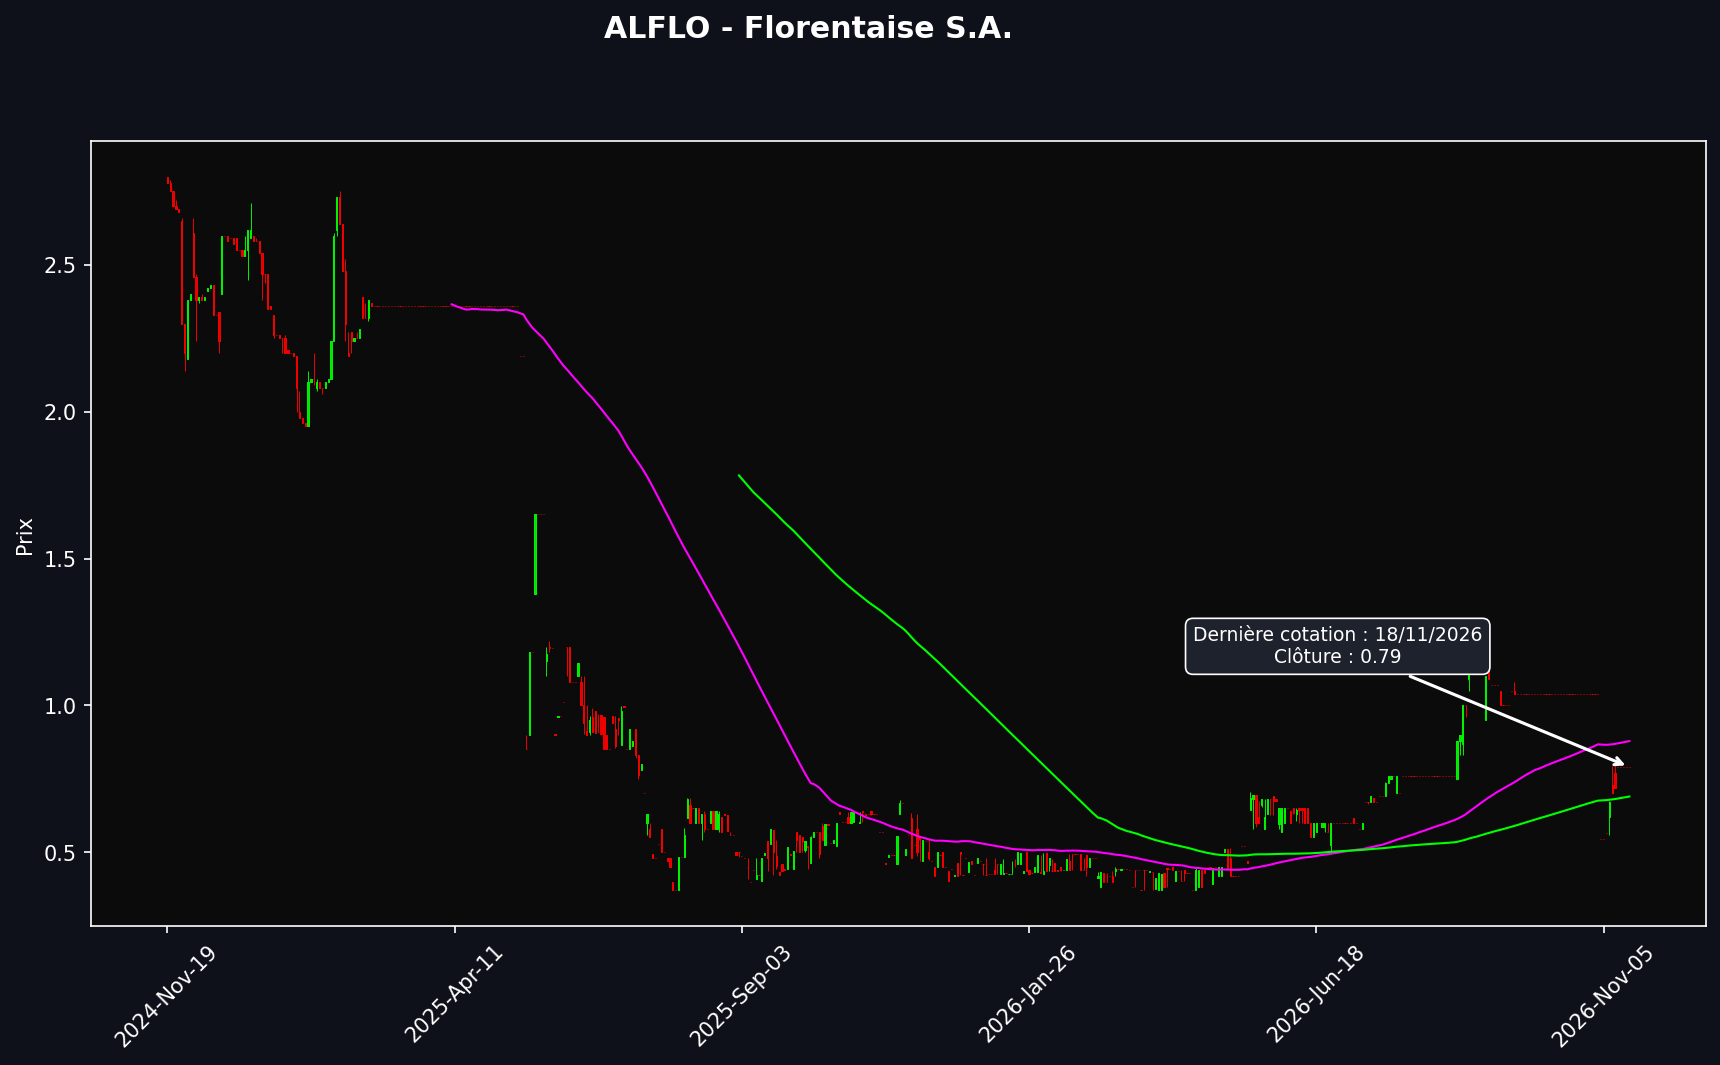 ALFLO - Florentaise S.A.
Prix
2.5
2.0
1.5
1.0
0.5
Dernière cotation : 18/11/2026
Clôture : 0.79
2024-Nov-19
2025-Apr-11
2025-Sep-03
2026-Jan-26
2026-Jun-18
2026-Nov-05